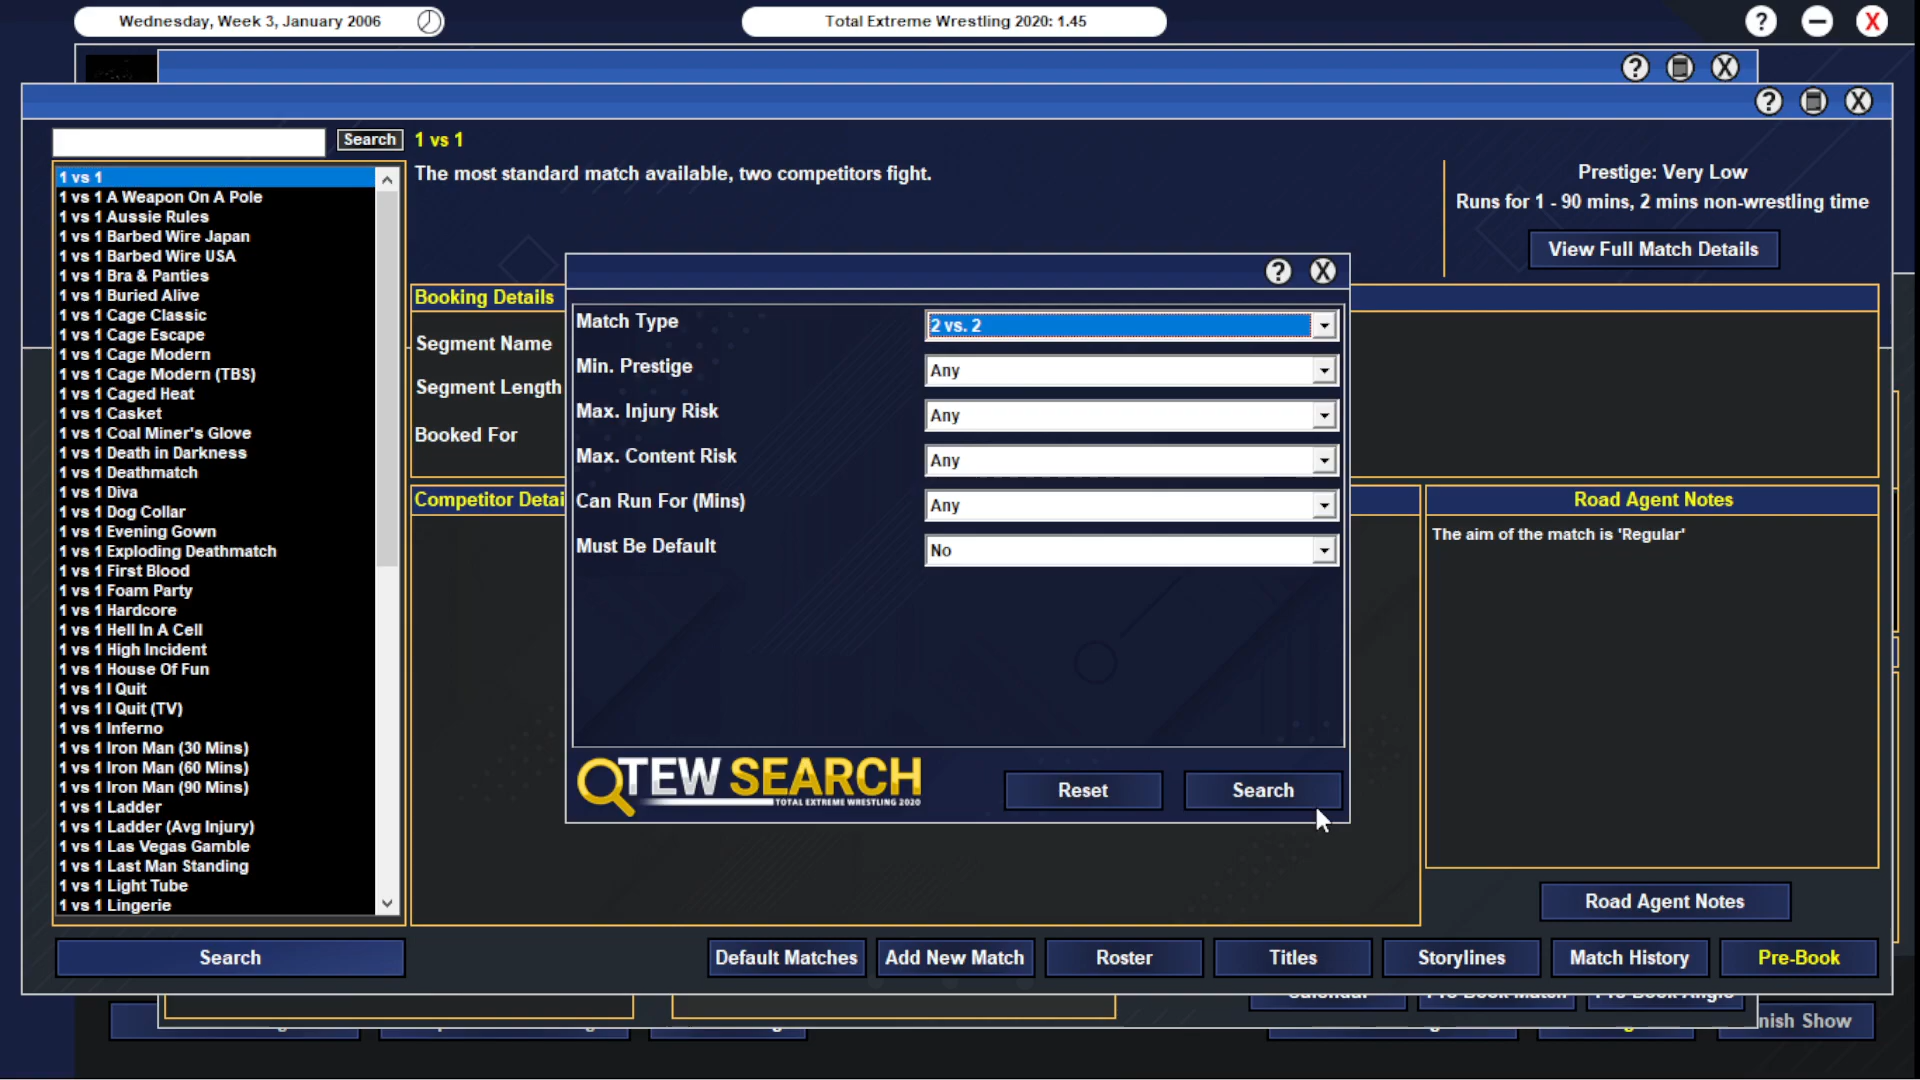 Wednesday, Week 3, January 2006
Total Extreme Wrestling 2020: 1.45
?
X
? X
? X
Search
1 vs 1
1 vs 1
1 vs 1 A Weapon On A Pole
1 vs 1 Aussie Rules
1 vs 1 Barbed Wire Japan
1 vs 1 Barbed Wire USA
1 vs 1 Bra & Panties
1 vs 1 Buried Alive
1 vs 1 Cage Classic
1 vs 1 Cage Escape
1 vs 1 Cage Modern
1 vs 1 Cage Modern (TBS)
1 vs 1 Caged Heat
1 vs 1 Casket
1 vs 1 Coal Miner's Glove
1 vs 1 Death in Darkness
1 vs 1 Deathmatch
1 vs 1 Diva
1 vs 1 Dog Collar
1 vs 1 Evening Gown
1 vs 1 Exploding Deathmatch
1 vs 1 First Blood
1 vs 1 Foam Party
1 vs 1 Hardcore
1 vs 1 Hell In A Cell
1 vs 1 High Incident
1 vs 1 House Of Fun
1 vs 1 I Quit
1 vs 1 I Quit (TV)
1 vs 1 Inferno
1 vs 1 Iron Man (30 Mins)
1 vs 1 Iron Man (60 Mins)
1 vs 1 Iron Man (90 Mins)
1 vs 1 Ladder
1 vs 1 Ladder (Avg Injury)
1 vs 1 Las Vegas Gamble
1 vs 1 Last Man Standing
1 vs 1 Light Tube
1 vs 1 Lingerie
The most standard match available, two competitors fight.
Prestige: Very Low
Runs for 1 - 90 mins, 2 mins non-wrestling time
View Full Match Details
Booking Details
Segment Name
Segment Length
Booked For
Competitor Detai
? X
Match Type 2 vs. 2
Min. Prestige Any
Max. Injury Risk Any
Max. Content Risk Any
Can Run For (Mins) Any
Must Be Default No
TEW SEARCH
TOTAL EXTREME WRESTLING 2020
Reset Search
Road Agent Notes
The aim of the match is 'Regular'
Road Agent Notes
Search Default Matches Add New Match Roster Titles Storylines Match History Pre-Book
Calendar Pre-Book Match Pre-Book Angle
nish Show